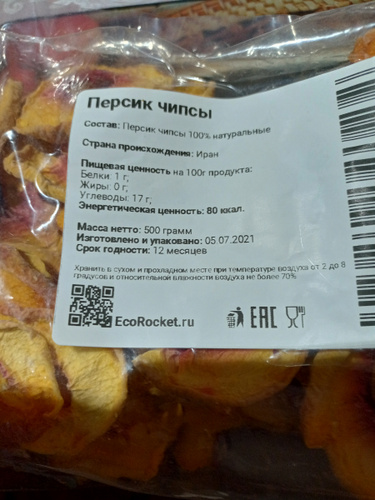 Персик чипсы
Состав: Персик чипсы 100% натуральные
Страна происхождения: Иран
Пищевая ценность на 100г продукта:
Белки: 1 г;
Жиры: 0 г;
Углеводы: 17 г;
Энергетическая ценность: 80 ккал.
Масса нетто: 500 грамм
Изготовлено и упаковано: 05.07.2021
Срок годности: 12 месяцев
Хранить в сухом и прохладном месте при температуре воздуха от 2 до 8
градусов и относительной влажности воздуха не более 70%
EcoRocket.ru
EAC